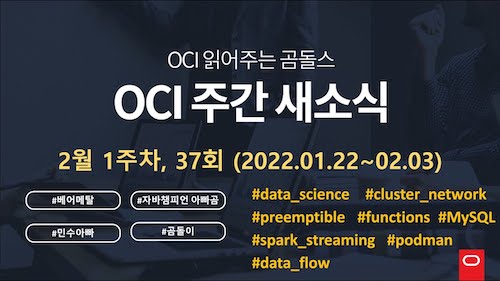 OCI 읽어주는 곰돌스
OCI 주간 새소식
2월 1주차, 37회 (2022.01.22~02.03)
#베어메탈 #자바챔피언 아빠곰
#민수아빠 #곰돌이
#data_science #cluster_network
#preemptible #functions #MySQL
#spark_streaming #podman
#data_flow